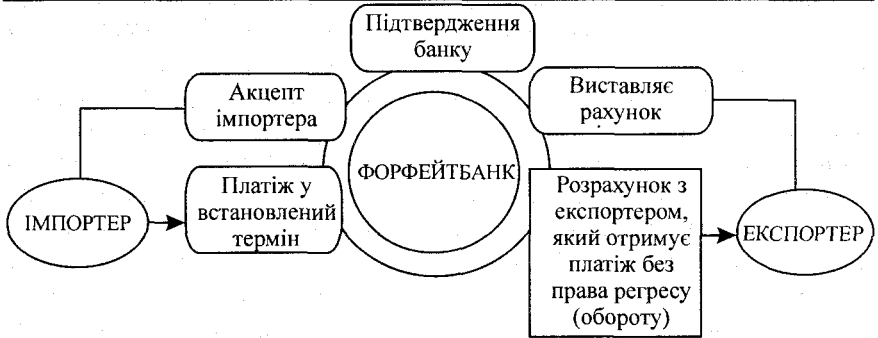 Підтвердження
банку
Акцепт
імпортера
Виставляє
рахунок
ФОРФЕЙТБАНК
Платіж у
встановлений
термін
ІМПОРТЕР
Розрахунок з
експортером,
який отримує
платіж без
права регресу
(обороту)
ЕКСПОРТЕР